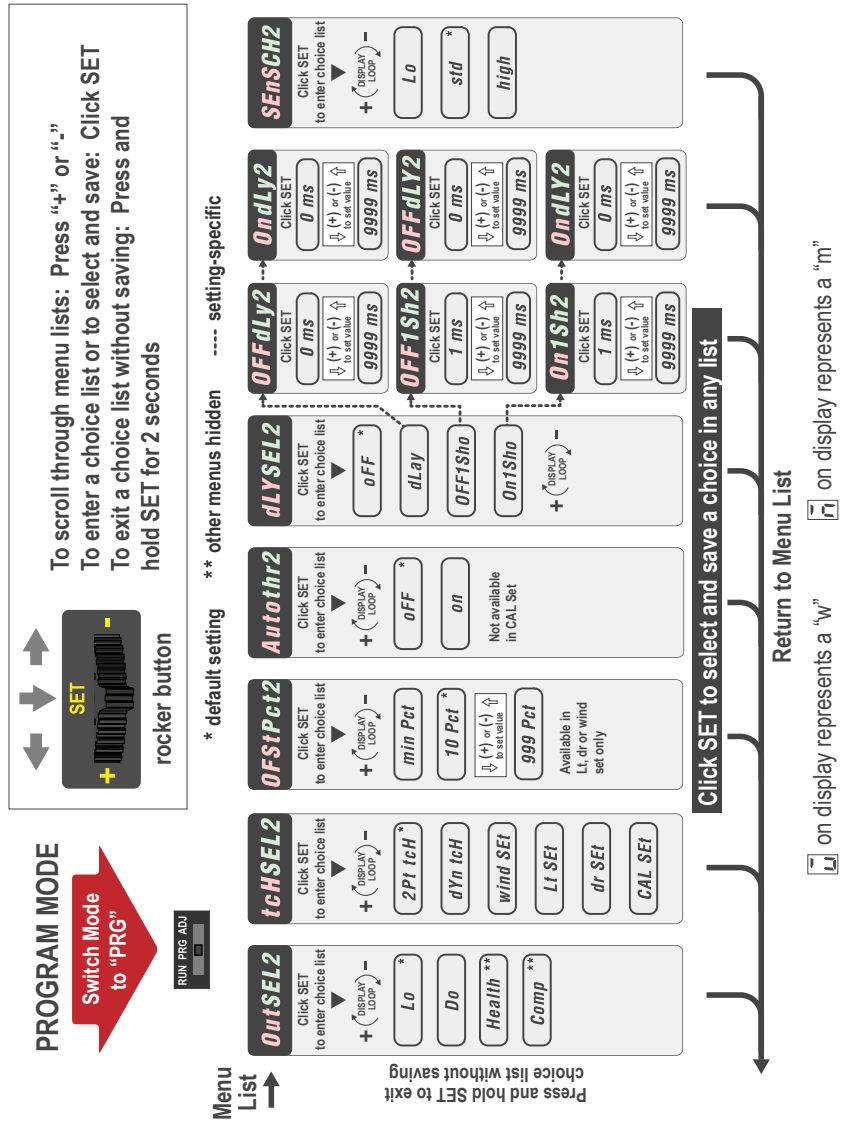 PROGRAM MODE
Switch Mode
to “PRG”
RUN PRG ADJ
+
SET
-
rocker button
To scroll through menu lists: Press “+” or “-”
To enter a choice list or to select and save: Click SET
To exit a choice list without saving: Press and
hold SET for 2 seconds
* default setting
** other menus hidden
---- setting-specific
Menu
List
Press and hold SET to exit
choice list without saving
OutSEL2
Click SET
to enter choice list
+ DISPLAY LOOP -
Lo *
Do
Health **
Comp **
tcHSEL2
Click SET
to enter choice list
+ DISPLAY LOOP -
2Pt tcH *
dYn tcH
wind SEt
Lt SEt
dr SEt
CAL SEt
OFStPct2
Click SET
to enter choice list
+ DISPLAY LOOP -
min Pct
10 Pct *
(+) or (-)
to set value
999 Pct
Available in
Lt, dr or wind
set only
Autothr2
Click SET
to enter choice list
+ DISPLAY LOOP -
oFF *
on
Not available
in CAL Set
dLYSEL2
Click SET
to enter choice list
oFF *
dLay
OFF1Sho
On1Sho
+ DISPLAY LOOP -
OFFdLy2
Click SET
0 ms
(+) or (-)
to set value
9999 ms
OndLy2
Click SET
0 ms
(+) or (-)
to set value
9999 ms
OFF1Sh2
Click SET
1 ms
(+) or (-)
to set value
9999 ms
OFFdLY2
Click SET
0 ms
(+) or (-)
to set value
9999 ms
On1Sh2
Click SET
1 ms
(+) or (-)
to set value
9999 ms
OndLY2
Click SET
0 ms
(+) or (-)
to set value
9999 ms
SEnSCH2
Click SET
to enter choice list
+ DISPLAY LOOP -
Lo
std *
high
Click SET to select and save a choice in any list
Return to Menu List
on display represents a “w”
on display represents a “m”